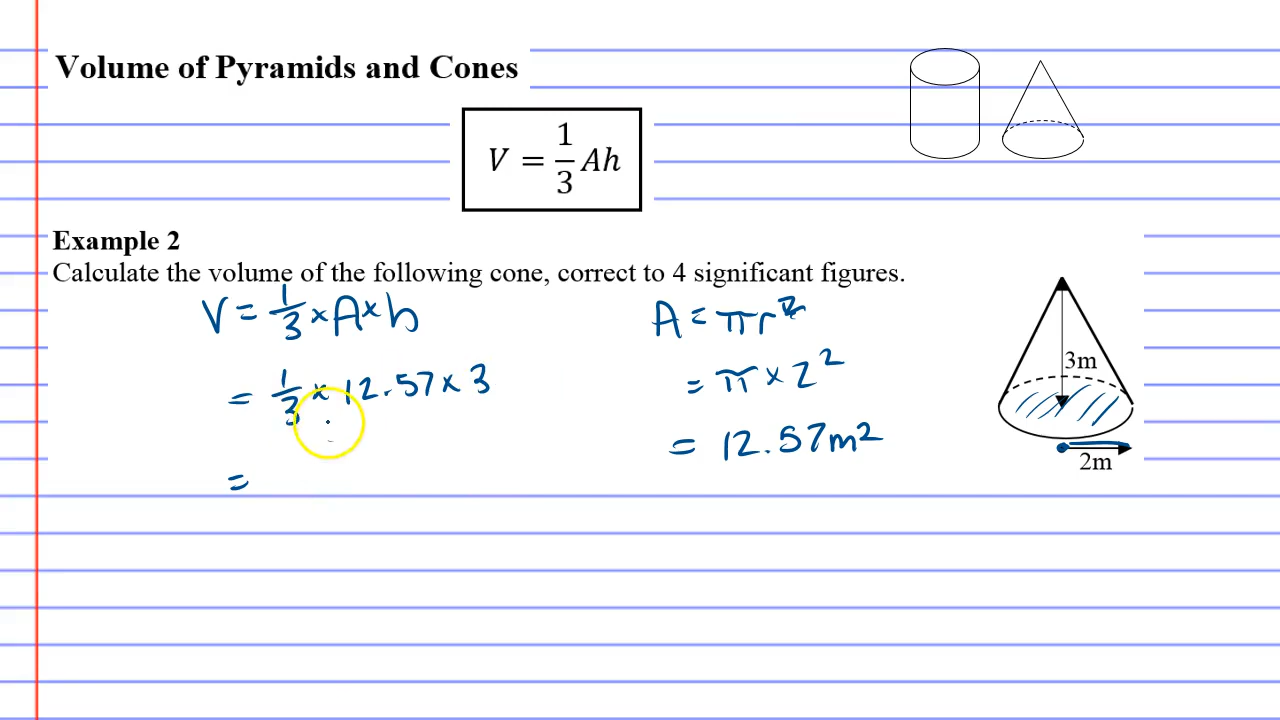 Volume of Pyramids and Cones
V = 1/3 Ah
Example 2
Calculate the volume of the following cone, correct to 4 significant figures.
V = 1/3 × A × h
= 1/3 × 12.57 × 3
=
A = πr²
= π × 2²
= 12.57m²
3m
2m